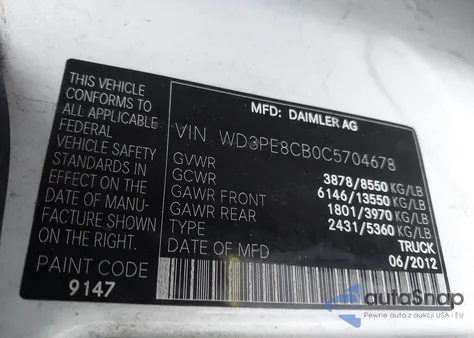 THIS VEHICLE
CONFORMS TO
ALL APPLICABLE
FEDERAL
VEHICLE SAFETY
STANDARDS IN
EFFECT ON THE
DATE OF MANU-
FACTURE SHOWN
ON THE RIGHT.
PAINT CODE
9147
MFD: DAIMLER AG
VIN WD3PE8CB0C5704678
GVWR 3878/8550 KG/LB
GCWR 6146/13550 KG/LB
GAWR FRONT 1801/3970 KG/LB
GAWR REAR 2431/5360 KG/LB
TYPE TRUCK
DATE OF MFD 06/2012
autoSnap
Pewne auta z aukcji USA i EU